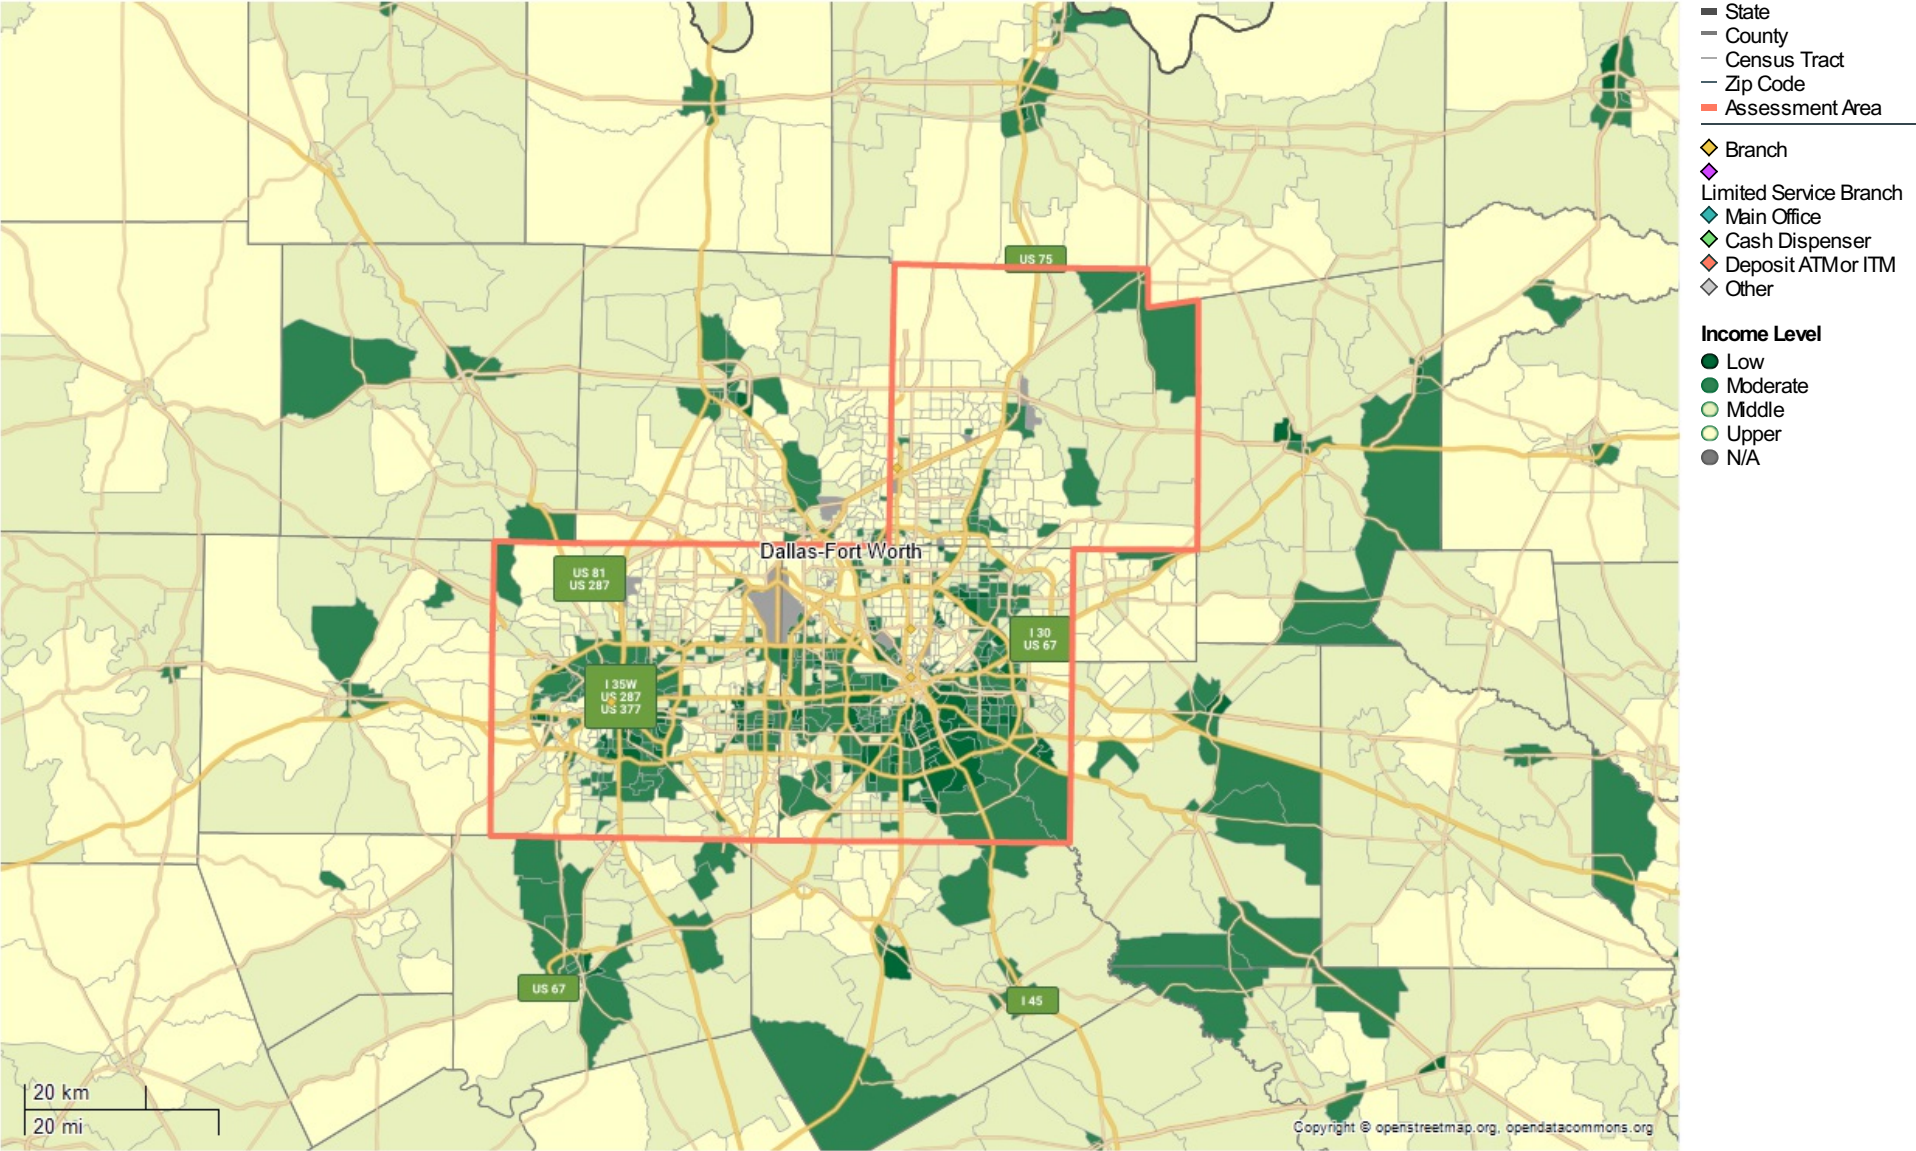 State
County
Census Tract
Zip Code
Assessment Area
Branch
Limited Service Branch
Main Office
Cash Dispenser
Deposit ATM or ITM
Other
Income Level
Low
Moderate
Middle
Upper
N/A
US 75
Dallas-Fort Worth
US 81
US 287
I 30
US 67
I 35W
US 287
US 377
US 67
I 45
20 km
20 mi
Copyright © openstreetmap.org, opendatacommons.org